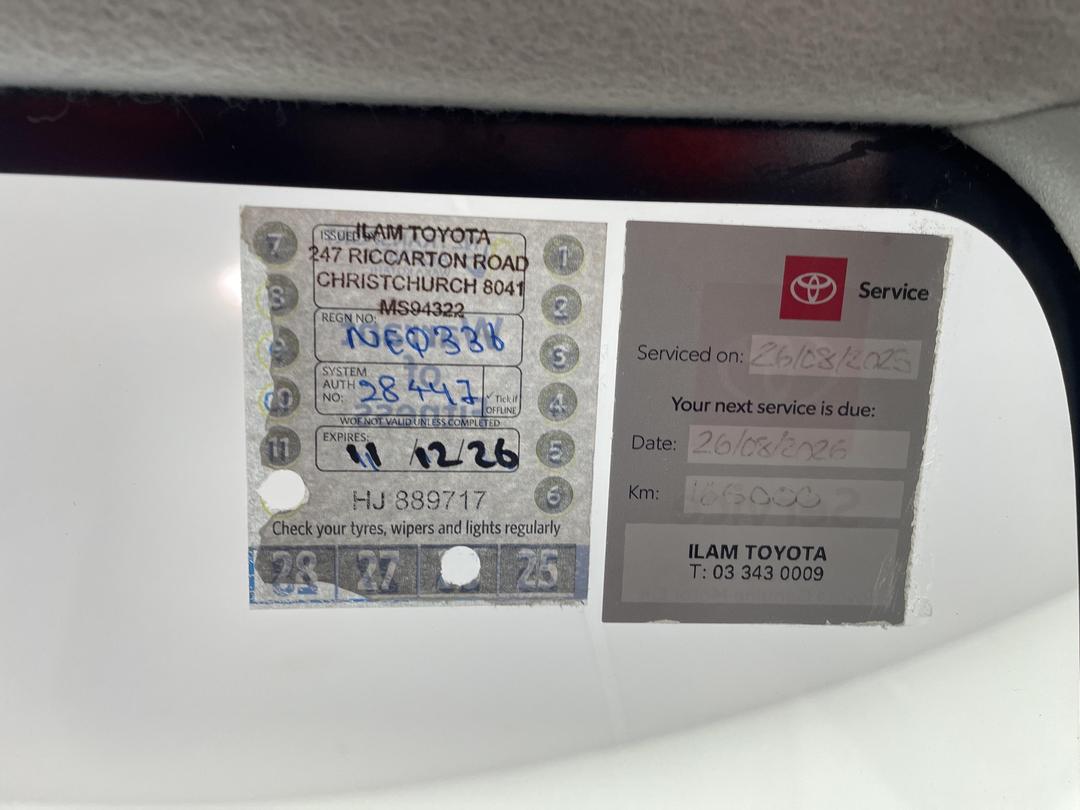 7
8
9
10
11
ISSUED BY
ILAM TOYOTA
247 RICCARTON ROAD
CHRISTCHURCH 8041
MS94322
REGN NO:
NEQ336
SYSTEM
AUTH
NO:
28447
✓ Tick if
OFFLINE
WOF NOT VALID UNLESS COMPLETED
EXPIRES:
11/12/26
1
2
3
4
5
6
HJ 889717
Check your tyres, wipers and lights regularly
28 27 25
Service
Serviced on: 26/08/2025
Your next service is due:
Date: 26/08/2026
Km:
ILAM TOYOTA
T: 03 343 0009